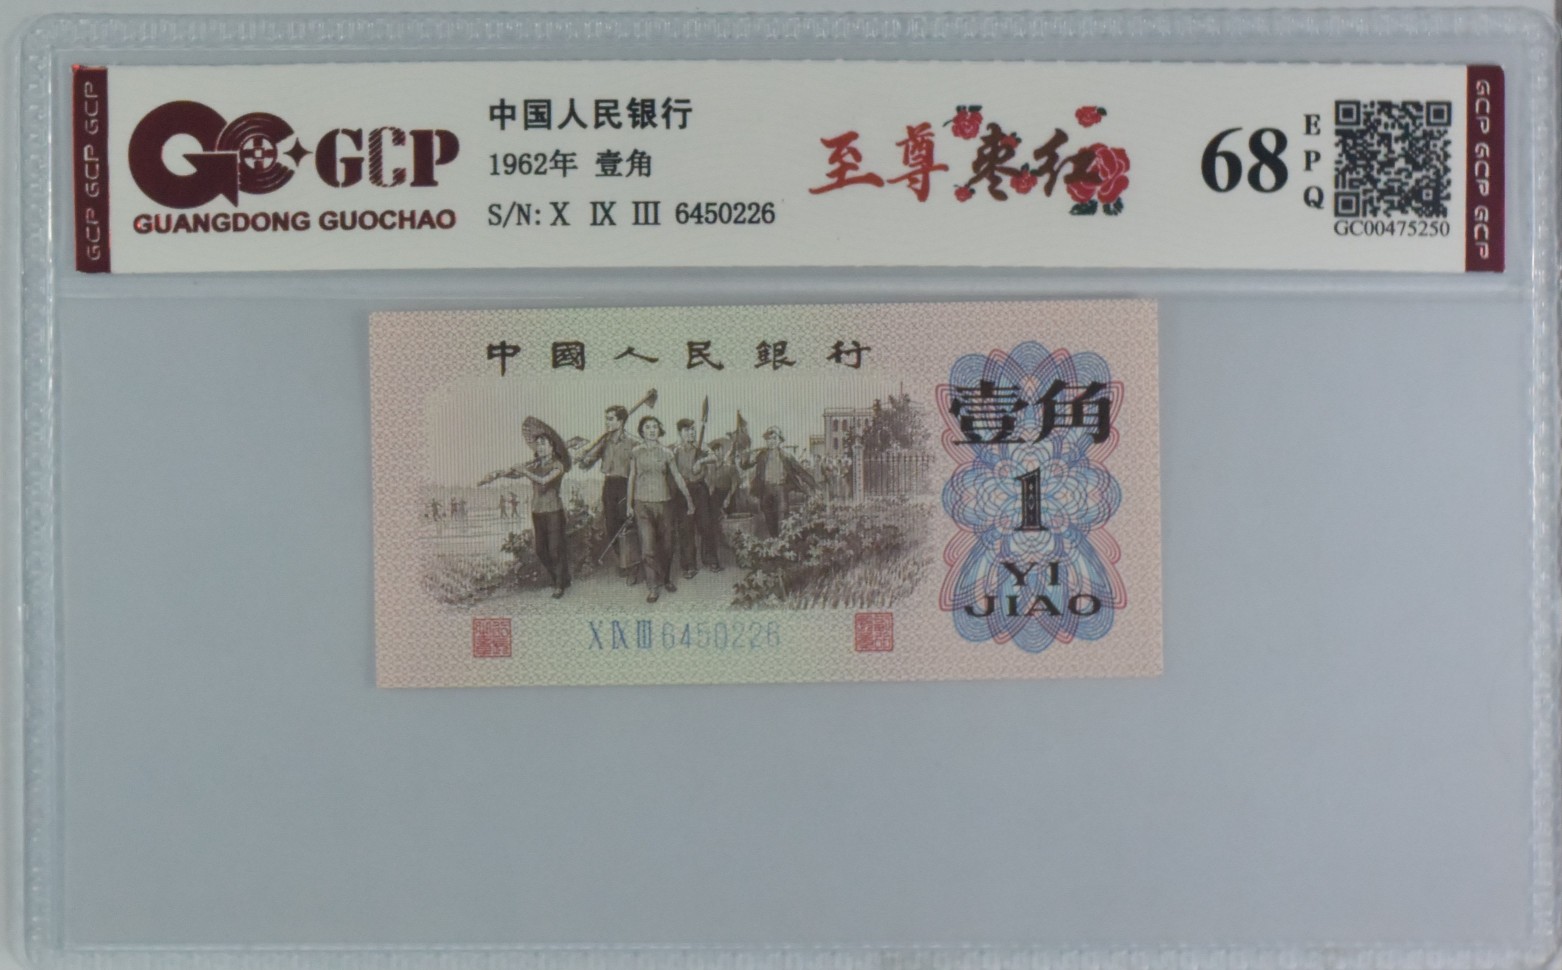 GCP GCP GCP
GCP
GUANGDONG GUOCHAO
中国人民银行
1962年 壹角
S/N: X IX III 6450226
至尊枣红
68
EPQ
GC00475250
GCP GCP GCP
中國人民銀行
壹角
1
YI
JIAO
X IX III 6450226